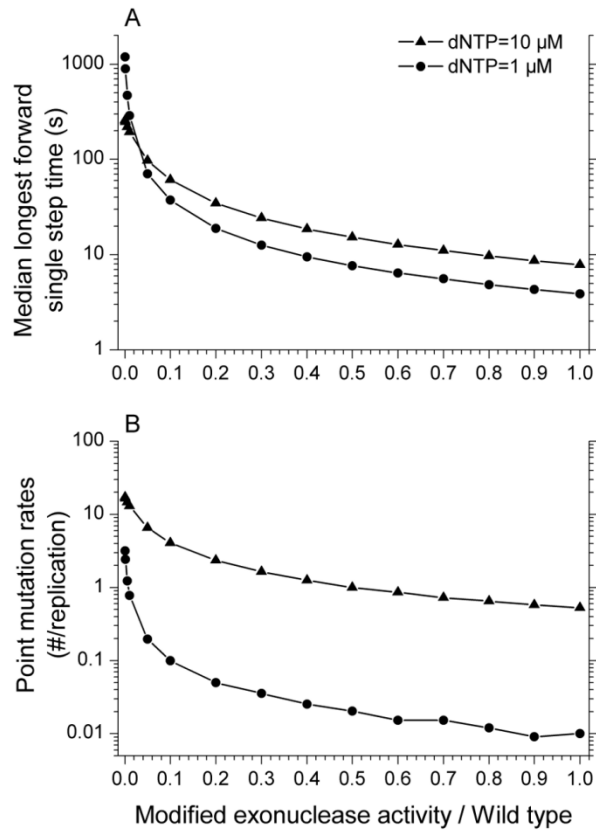 A
dNTP=10 µM
dNTP=1 µM
1000
100
10
1
Median longest forward
single step time (s)
0.0 0.1 0.2 0.3 0.4 0.5 0.6 0.7 0.8 0.9 1.0
B
100
10
1
0.1
0.01
Point mutation rates
(#/replication)
0.0 0.1 0.2 0.3 0.4 0.5 0.6 0.7 0.8 0.9 1.0
Modified exonuclease activity / Wild type